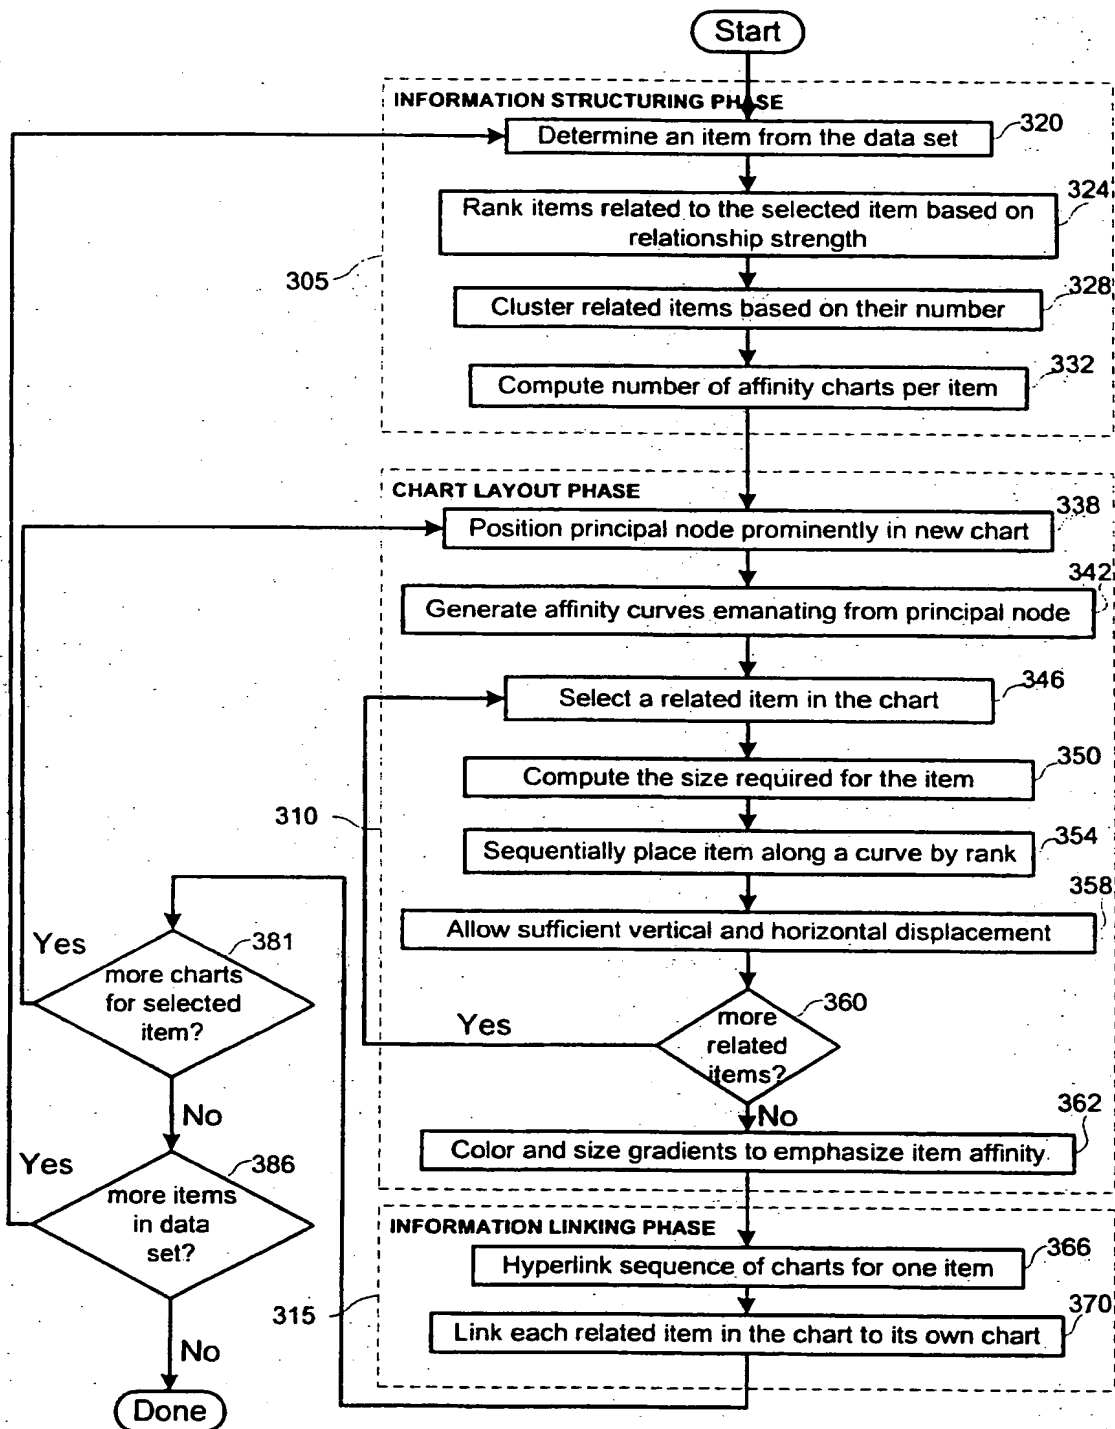 Start
INFORMATION STRUCTURING PHASE
Determine an item from the data set
320
Rank items related to the selected item based on
relationship strength
324
305
Cluster related items based on their number
328
Compute number of affinity charts per item
332
CHART LAYOUT PHASE
Position principal node prominently in new chart
338
Generate affinity curves emanating from principal node
342
Select a related item in the chart
346
Compute the size required for the item
350
310
Sequentially place item along a curve by rank
354
Allow sufficient vertical and horizontal displacement
358
more
related
items?
360
Yes
No
Color and size gradients to emphasize item affinity
362
INFORMATION LINKING PHASE
Hyperlink sequence of charts for one item
366
315
Link each related item in the chart to its own chart
370
Yes
381
more charts
for selected
item?
No
Yes
386
more items
in data
set?
No
Done